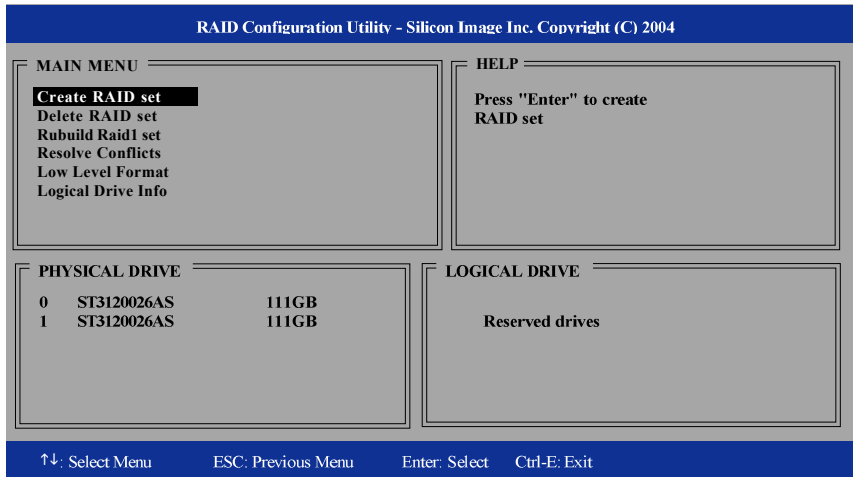 RAID Configuration Utility - Silicon Image Inc. Copyright (C) 2004
MAIN MENU
Create RAID set
Delete RAID set
Rubuild Raid1 set
Resolve Conflicts
Low Level Format
Logical Drive Info
HELP
Press "Enter" to create
RAID set
PHYSICAL DRIVE
0 ST3120026AS 111GB
1 ST3120026AS 111GB
LOGICAL DRIVE
Reserved drives
↑↓: Select Menu ESC: Previous Menu Enter: Select Ctrl-E: Exit